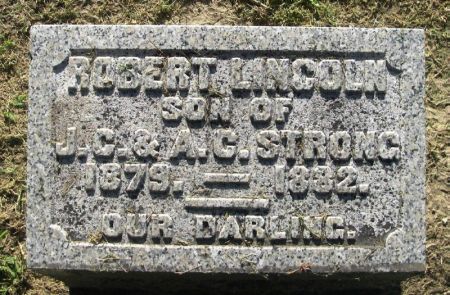 ROBERT LINCOLN
SON OF
J.C. & A.C. STRONG
1879. — 1882.
OUR DARLING.